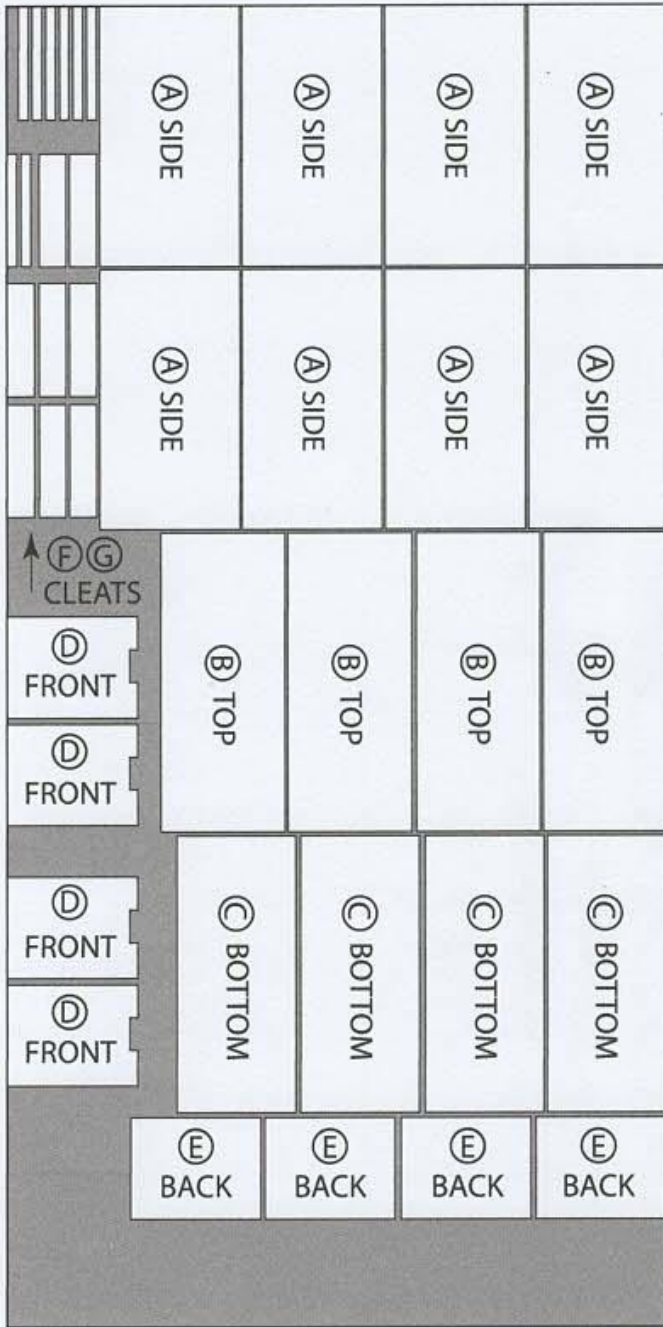 Ⓐ SIDE
Ⓐ SIDE
Ⓐ SIDE
Ⓐ SIDE
Ⓐ SIDE
Ⓐ SIDE
Ⓐ SIDE
Ⓐ SIDE
Ⓕ Ⓖ
CLEATS
Ⓑ TOP
Ⓑ TOP
Ⓑ TOP
Ⓑ TOP
Ⓓ
FRONT
Ⓓ
FRONT
Ⓒ BOTTOM
Ⓒ BOTTOM
Ⓒ BOTTOM
Ⓒ BOTTOM
Ⓓ
FRONT
Ⓓ
FRONT
Ⓔ
BACK
Ⓔ
BACK
Ⓔ
BACK
Ⓔ
BACK